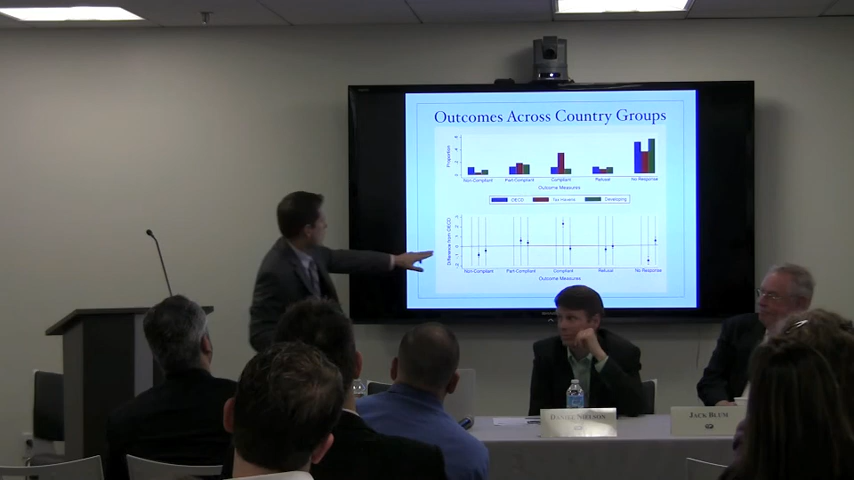 Outcomes Across Country Groups
Proportion
Non-Compliant Part-Compliant Compliant Refusal No Response
Outcome Measures
OECD Tax Havens Developing
Difference from OECD
Non-Compliant Part-Compliant Compliant Refusal No Response
Outcome Measures
DANIEL NIELSON
JACK BLUM